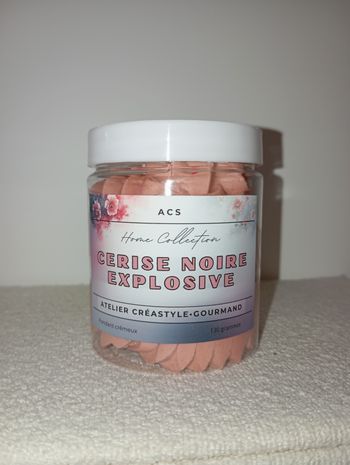 ACS
Home Collection
CERISE NOIRE
EXPLOSIVE
ATELIER CRÉASTYLE•GOURMAND
Fondant crémeux
130 grammes